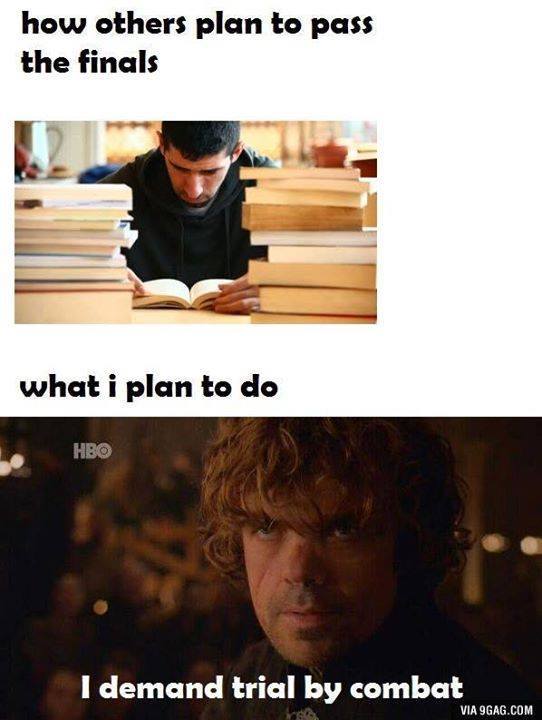 how others plan to pass
the finals
what i plan to do
HBO
I demand trial by combat
VIA 9GAG.COM